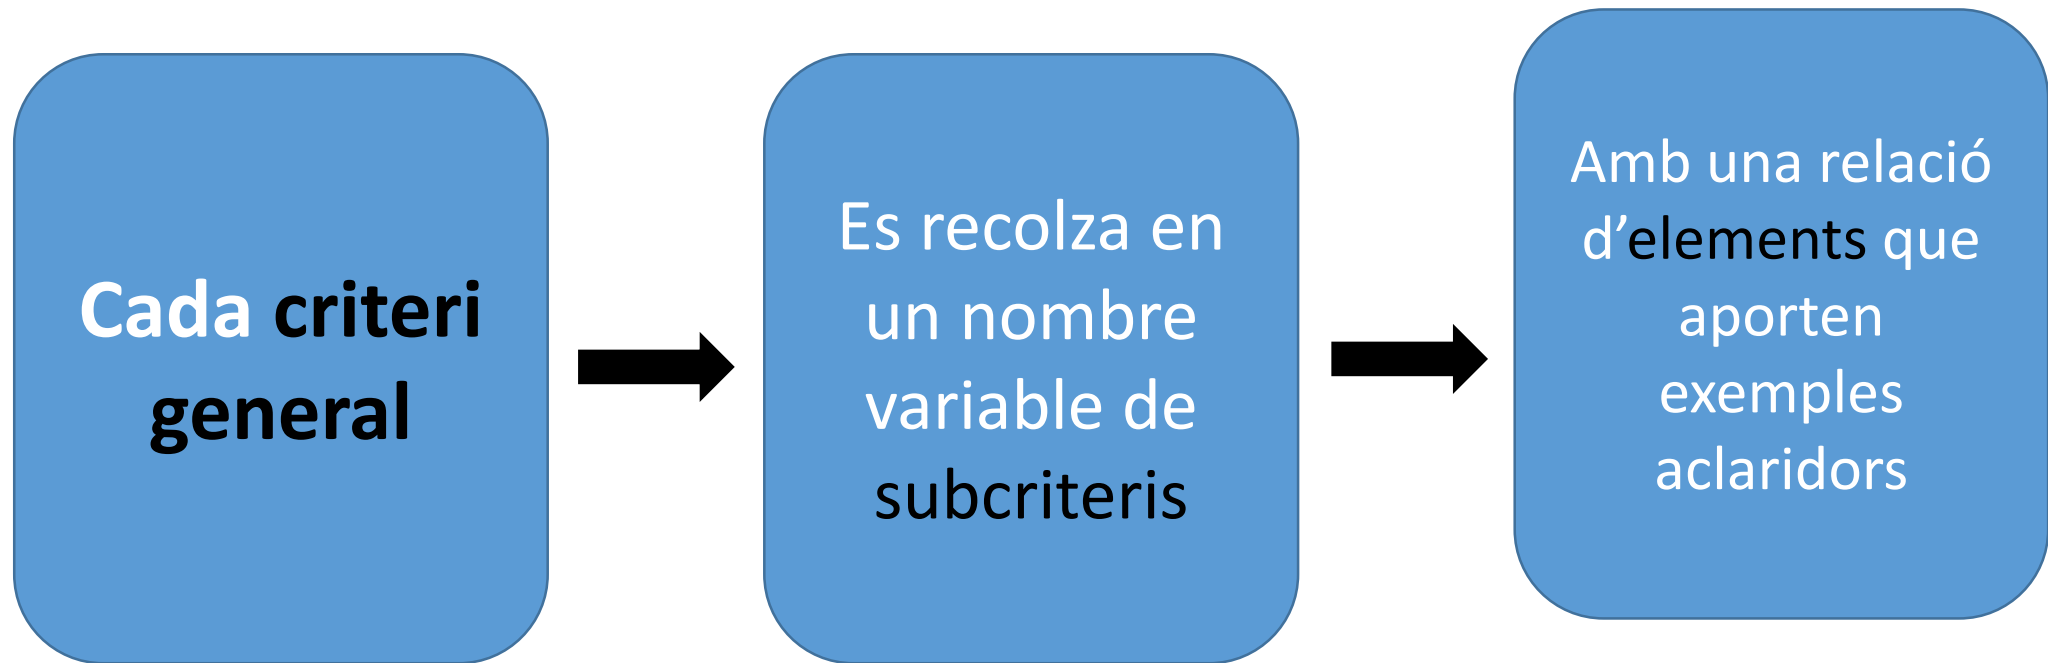 Cada criteri
general
Es recolza en
un nombre
variable de
subcriteris
Amb una relació
d’elements que
aporten
exemples
aclaridors